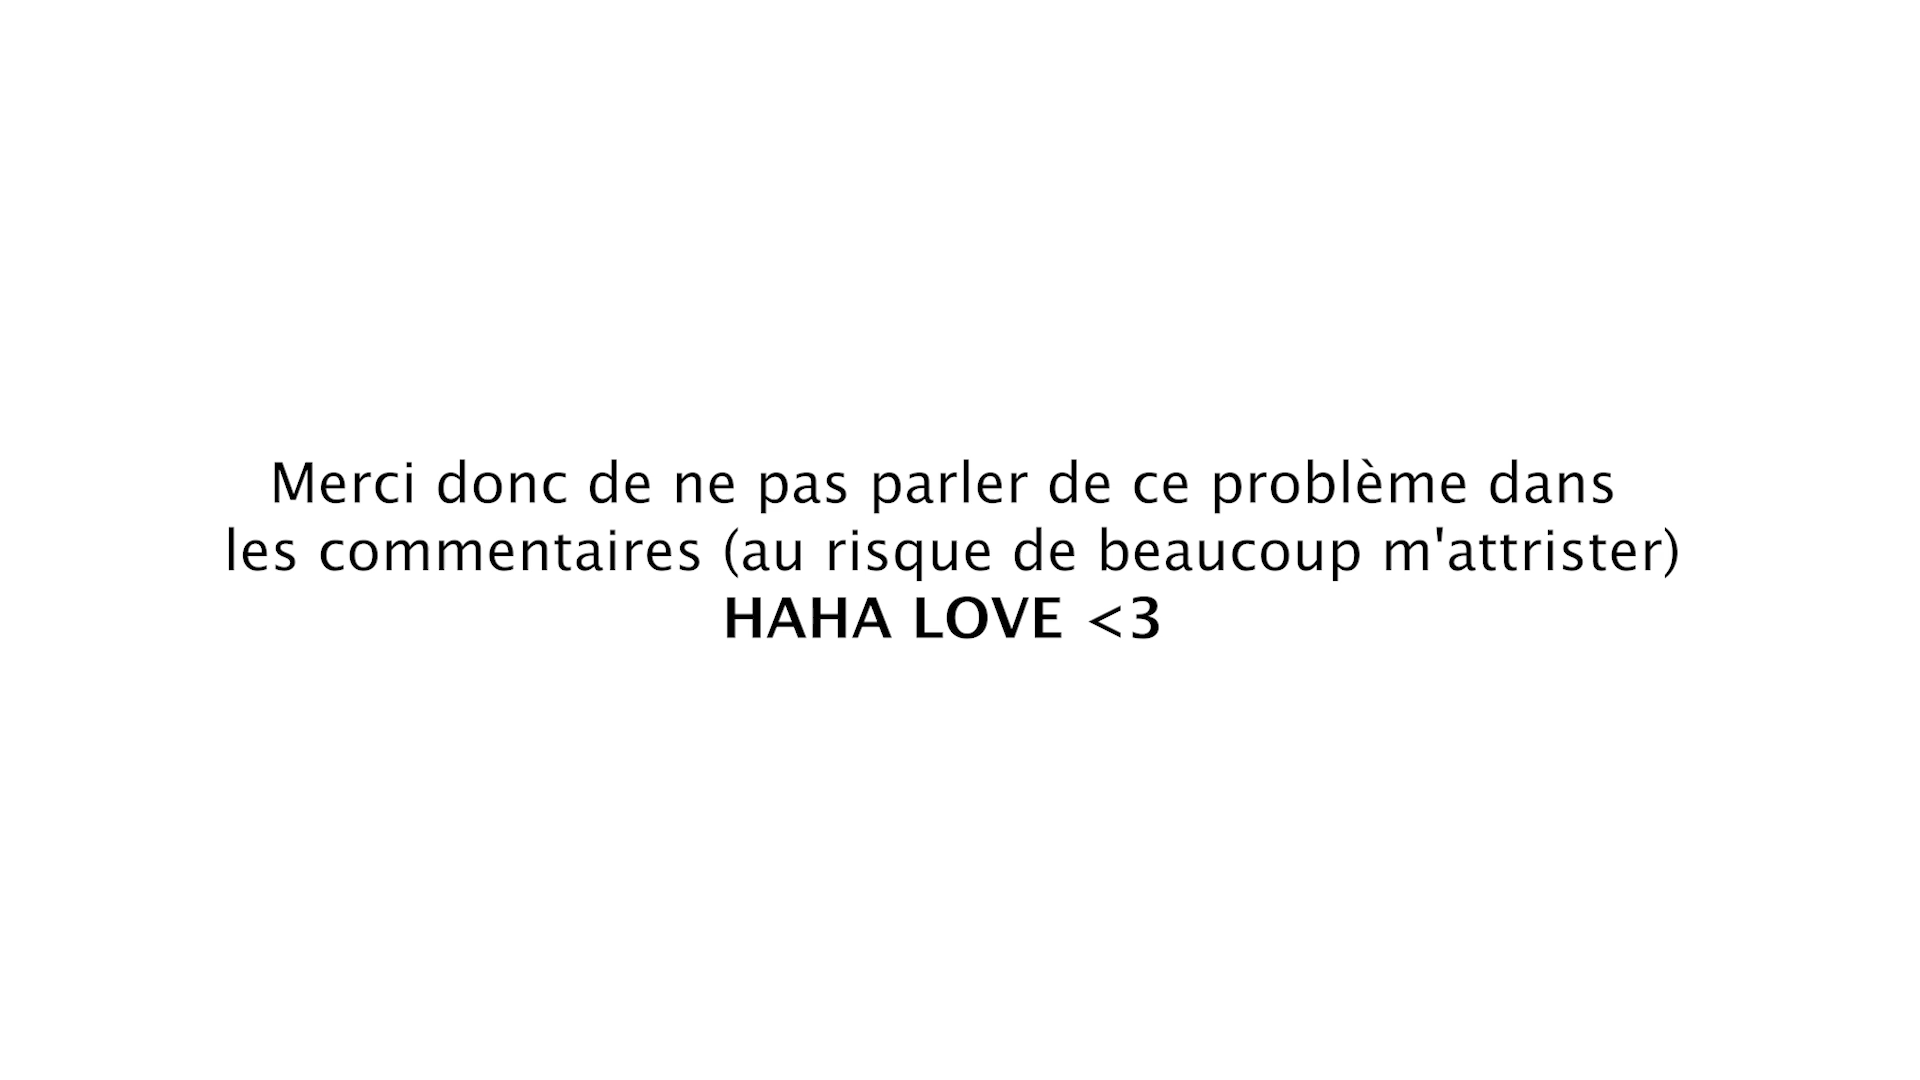 Merci donc de ne pas parler de ce problème dans
les commentaires (au risque de beaucoup m'attrister)
HAHA LOVE <3